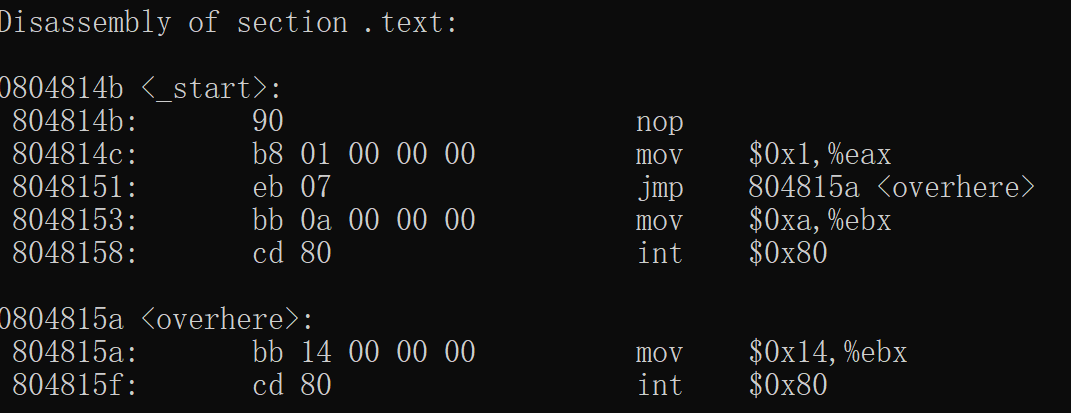 Disassembly of section .text:
0804814b <_start>:
804814b: 90 nop
804814c: b8 01 00 00 00 mov $0x1,%eax
8048151: eb 07 jmp 804815a <overhere>
8048153: bb 0a 00 00 00 mov $0xa,%ebx
8048158: cd 80 int $0x80
0804815a <overhere>:
804815a: bb 14 00 00 00 mov $0x14,%ebx
804815f: cd 80 int $0x80